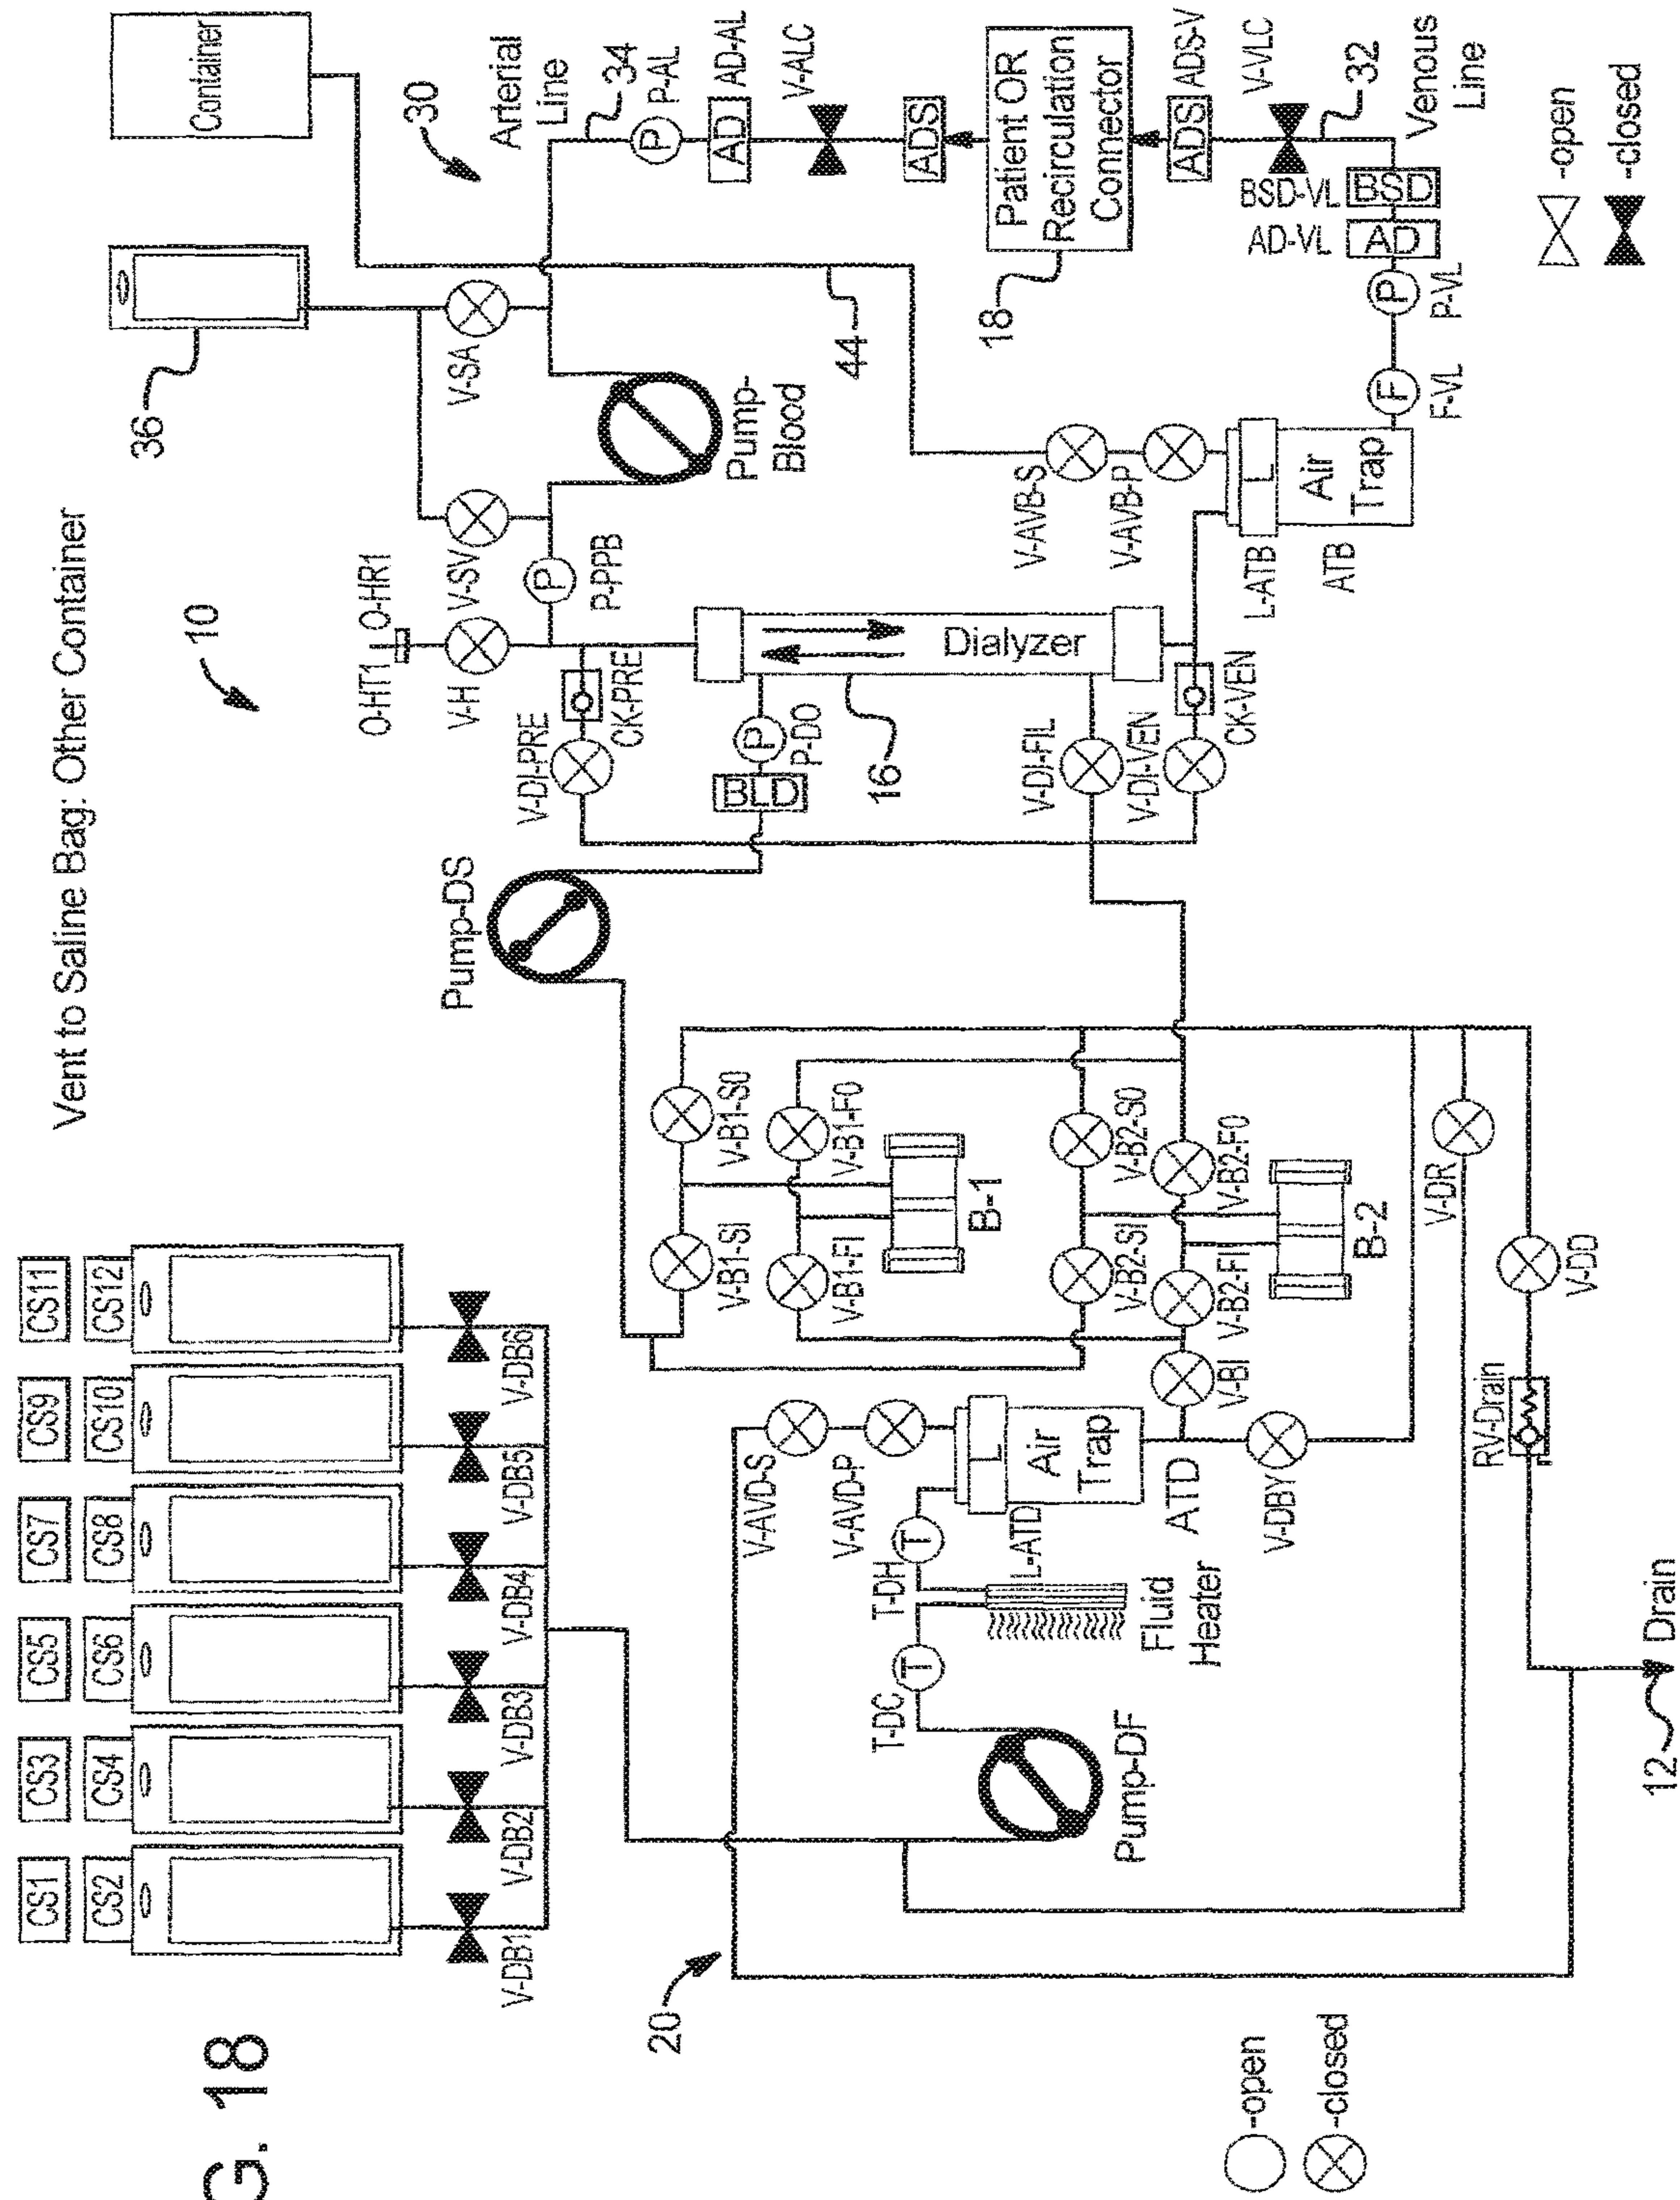 G. 18
Vent to Saline Bag: Other Container
10
CS1
CS2
CS3
CS4
CS5
CS6
CS7
CS8
CS9
CS10
CS11
CS12
V-DB1
V-DB2
V-DB3
V-DB4
V-DB5
V-DB6
36
Container
30
O-HT1
O-HR1
V-H
V-SV
V-SA
Arterial
Line
34
P
P-AL
AD
AD-AL
V-ALC
ADS
Patient OR
Recirculation
Connector
18
ADS
ADS-V
V-VLC
32
Venous
Line
BSD-VL
BSD
AD-VL
AD
P
P-VL
F
F-VL
44
Pump-
Blood
P
P-PPB
V-DI-PRE
CK-PRE
Pump-DS
BLD
P
P-DO
16
Dialyzer
V-DI-FIL
V-DI-VEN
CK-VEN
V-AVB-S
V-AVB-P
L-ATB
L
Air
Trap
ATB
V-B1-SI
V-B1-S0
V-B1-FI
V-B1-F0
B-1
V-B2-SI
V-B2-S0
V-B2-FI
V-B2-F0
B-2
V-BI
V-DBY
V-DR
V-DD
RV-Drain
V-AVD-S
V-AVD-P
L
Air
Trap
L-ATD
ATD
T
T-DH
T
T-DC
Fluid
Heater
Pump-DF
20
12
Drain
-open
-closed
-open
-closed